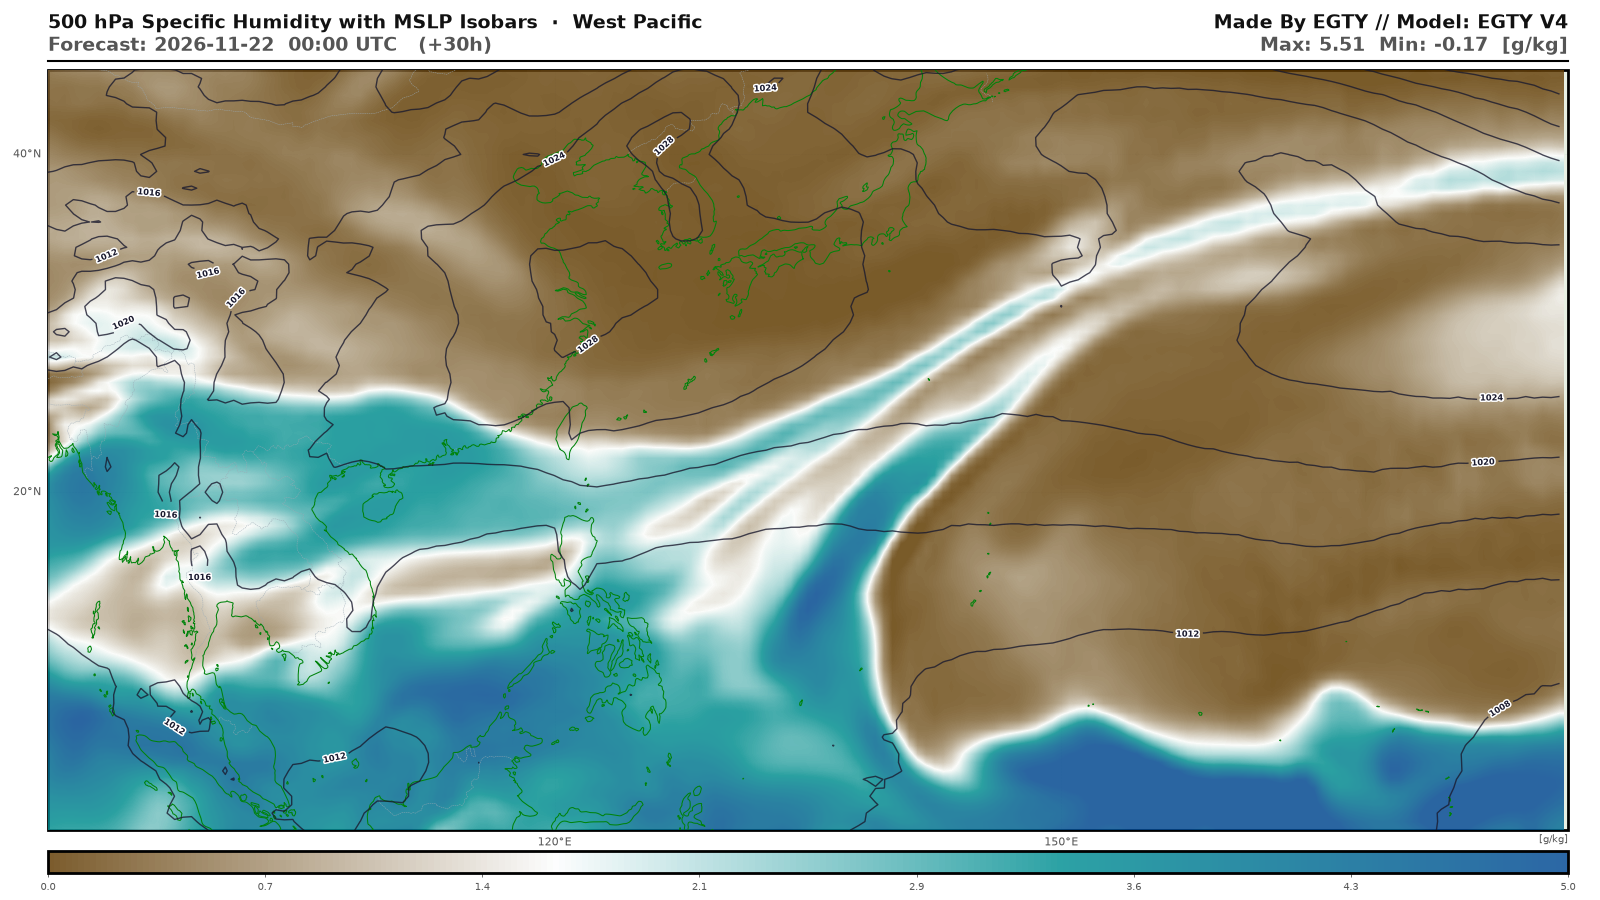 500 hPa Specific Humidity with MSLP Isobars · West Pacific
Made By EGTY // Model: EGTY V4
Forecast: 2026-11-22 00:00 UTC (+30h)
Max: 5.51 Min: -0.17 [g/kg]
1024
1028
1024
40°N
1016
1012
1016
1016
1020
1028
1024
1020
20°N
1016
1016
1012
1008
1012
1012
120°E
150°E
[g/kg]
0.0 0.7 1.4 2.1 2.9 3.6 4.3 5.0